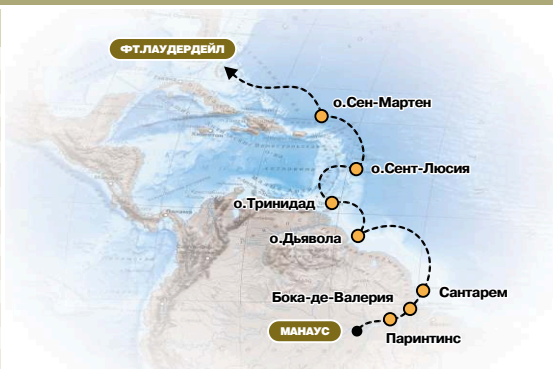 ФТ.ЛАУДЕРДЕЙЛ
о.Сен-Мартен
о.Сент-Люсия
о.Тринидад
о.Дьявола
Бока-де-Валерия
Сантарем
МАНАУС
Паринтинс